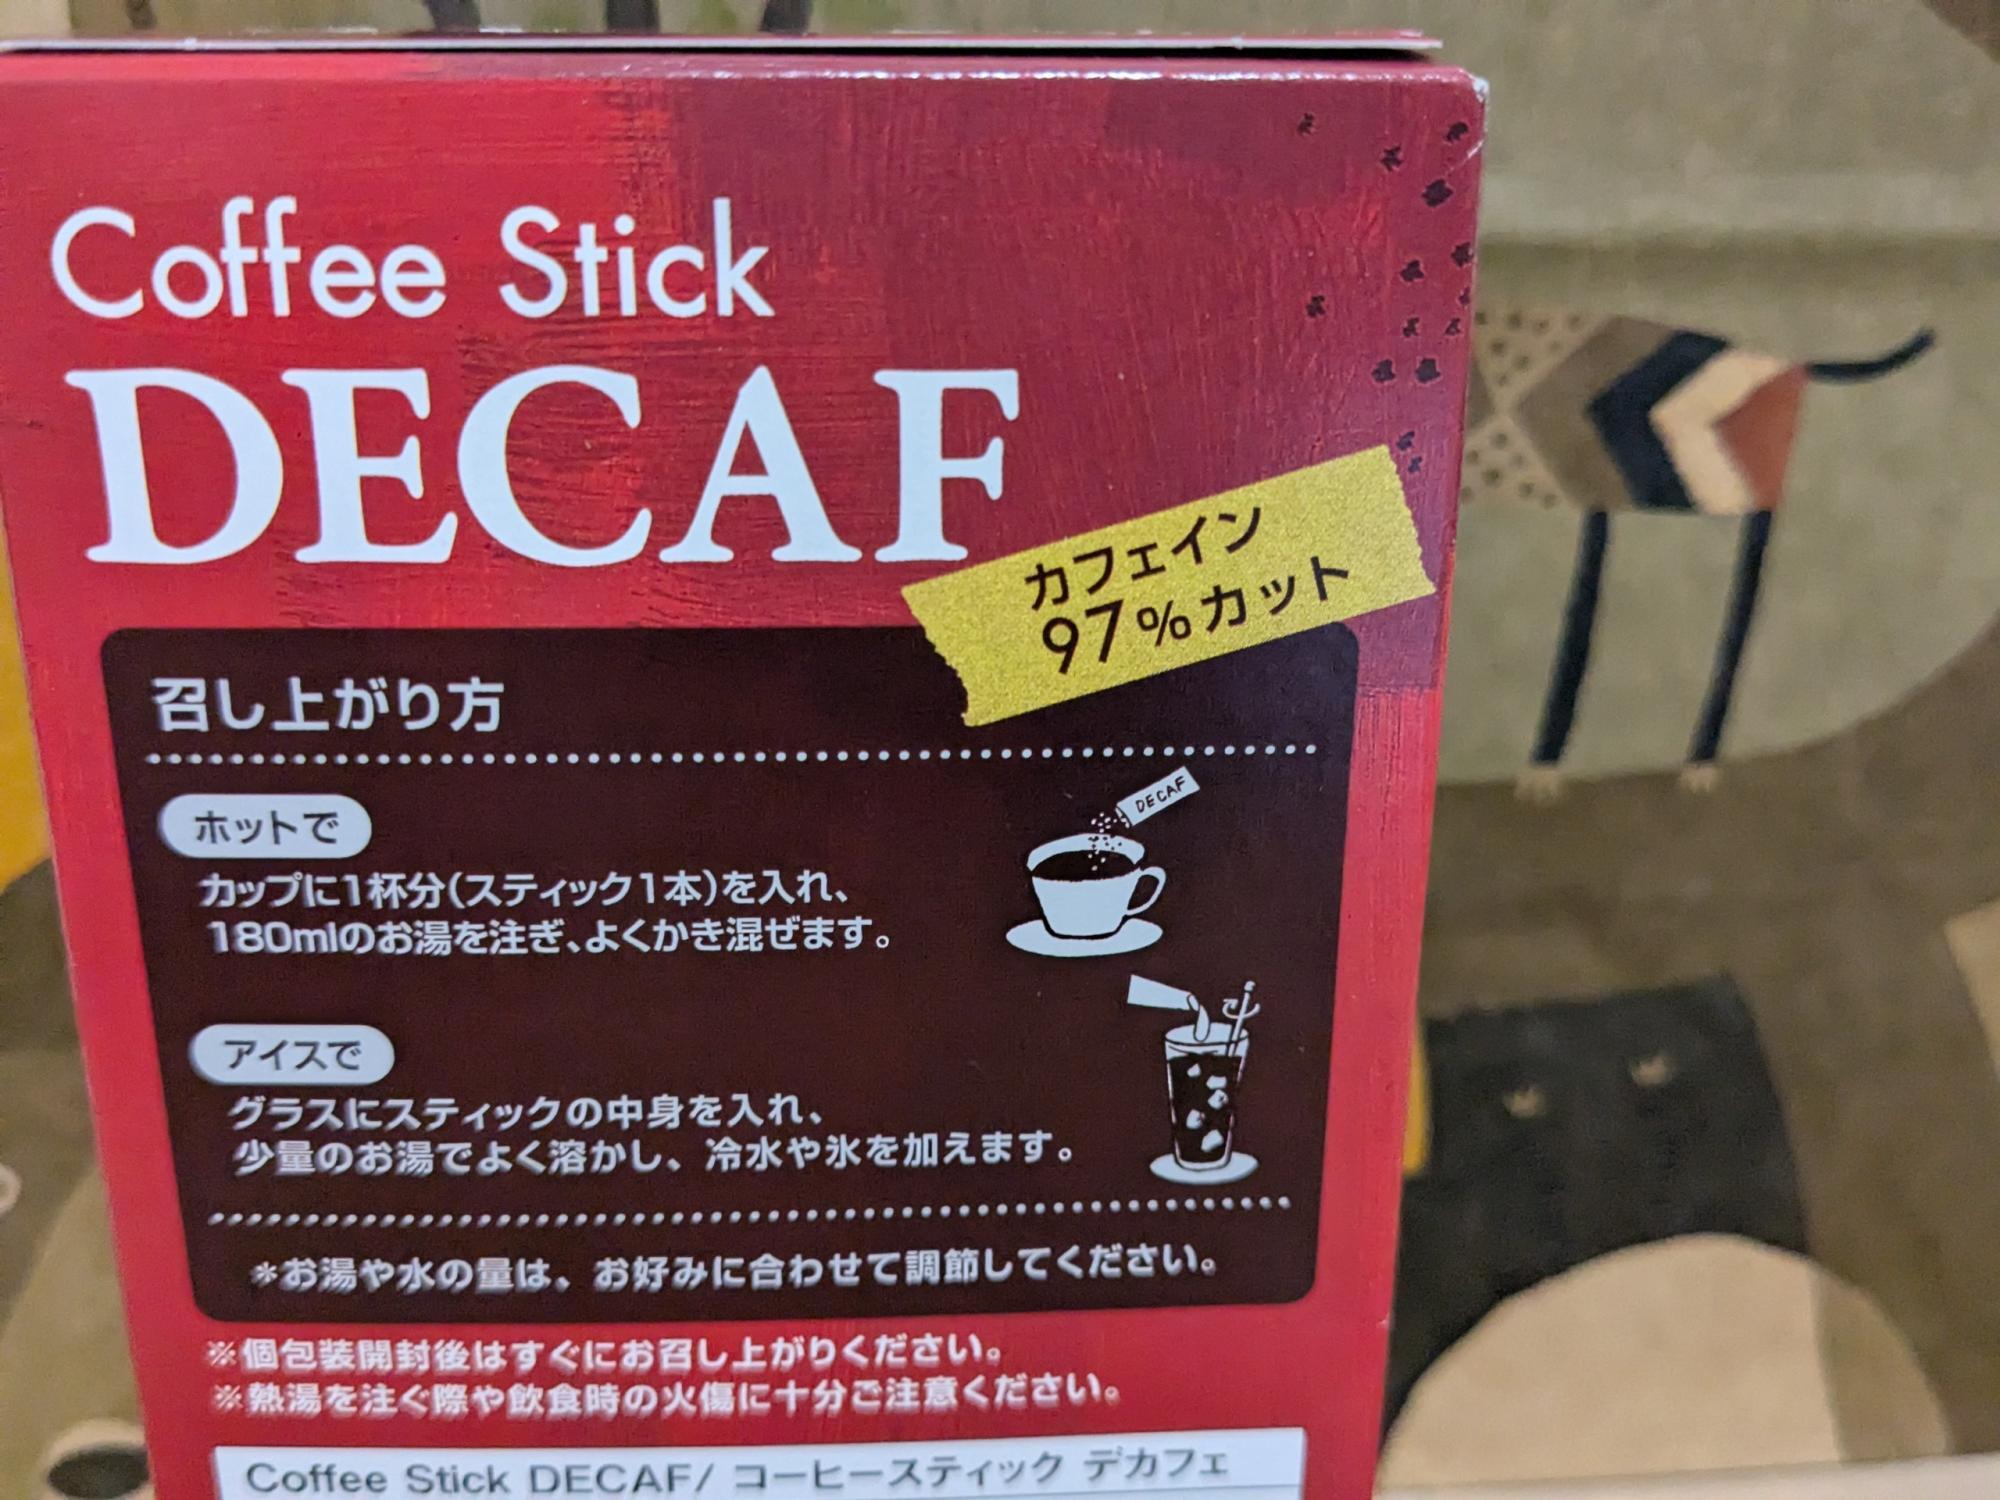 Coffee Stick
DECAF
カフェイン
97%カット
召し上がり方
ホットで
DECAF
カップに1杯分(スティック1本)を入れ、
180mlのお湯を注ぎ、よくかき混ぜます。
アイスで
グラスにスティックの中身を入れ、
少量のお湯でよく溶かし、冷水や氷を加えます。
*お湯や水の量は、お好みに合わせて調節してください。
※個包装開封後はすぐにお召し上がりください。
※熱湯を注ぐ際や飲食時の火傷に十分ご注意ください。
Coffee Stick DECAF/ コーヒースティック デカフェ